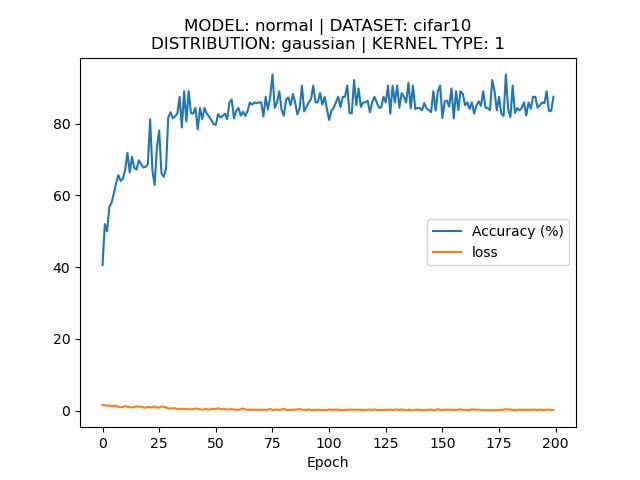 MODEL: normal | DATASET: cifar10
DISTRIBUTION: gaussian | KERNEL TYPE: 1
80
60
40
20
0
Accuracy (%)
loss
0 25 50 75 100 125 150 175 200
Epoch